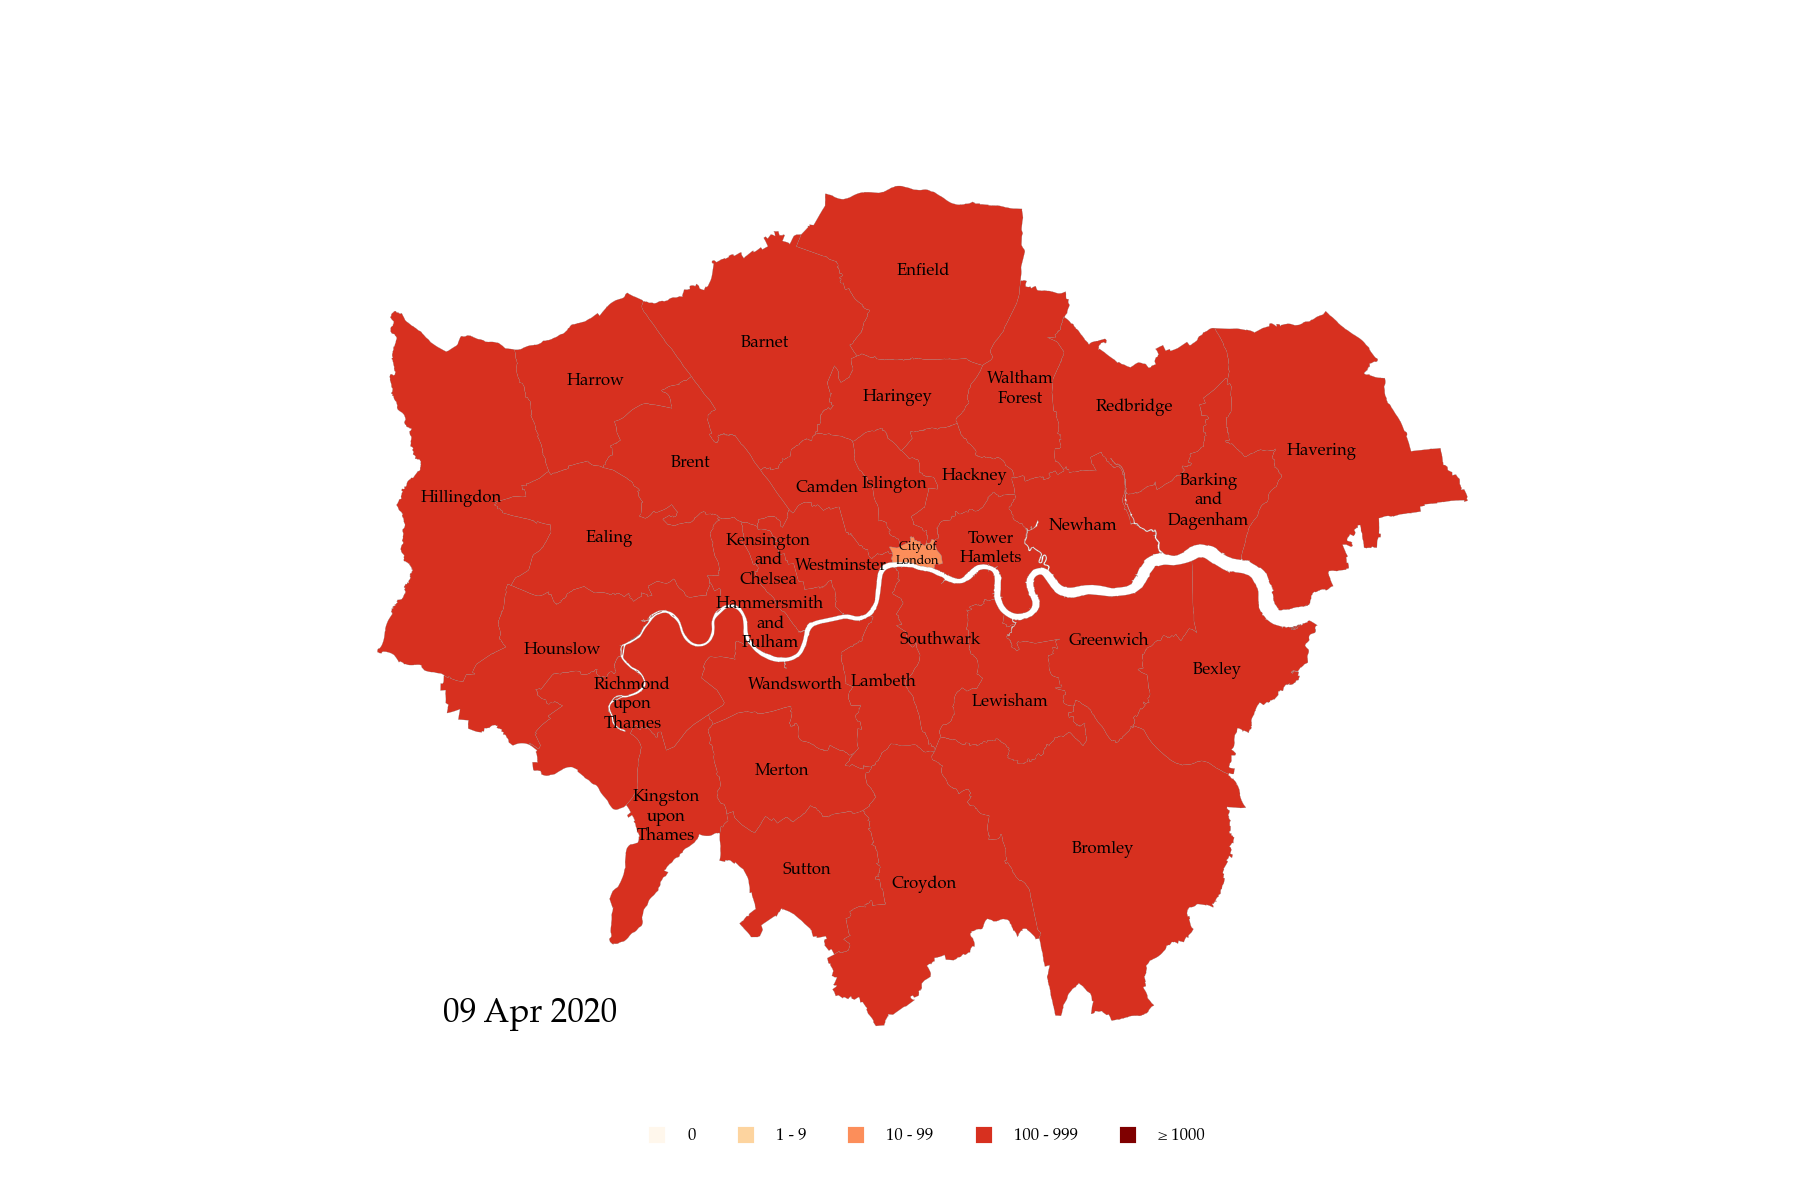 Enfield
Barnet
Harrow
Haringey
Waltham
Forest
Redbridge
Havering
Brent
Hillingdon
Camden
Islington
Hackney
Barking
and
Dagenham
Ealing
Kensington
and
Chelsea
Westminster
City of
London
Tower
Hamlets
Newham
Hammersmith
and
Fulham
Hounslow
Southwark
Greenwich
Bexley
Richmond
upon
Thames
Wandsworth
Lambeth
Lewisham
Merton
Kingston
upon
Thames
Sutton
Croydon
Bromley
09 Apr 2020
0 1 - 9 10 - 99 100 - 999 ≥ 1000